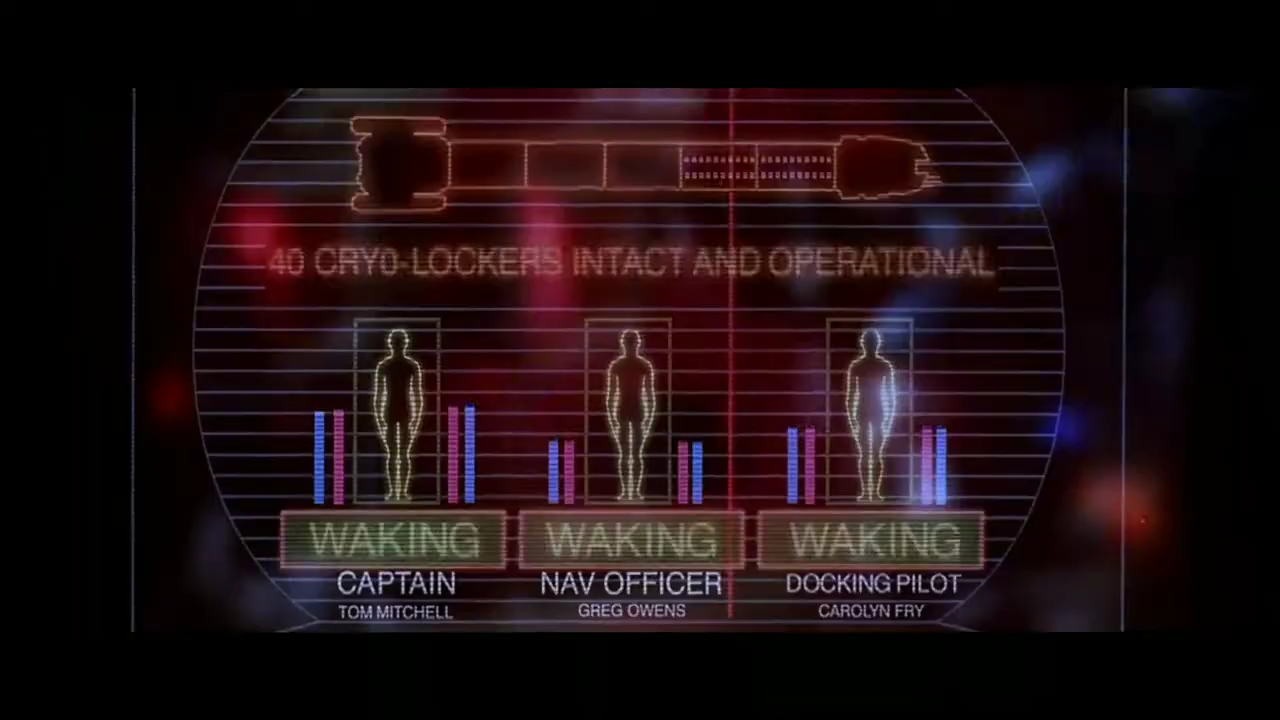 40 CRYO-LOCKERS INTACT AND OPERATIONAL
WAKING WAKING WAKING
CAPTAIN NAV OFFICER DOCKING PILOT
TOM MITCHELL GREG OWENS CAROLYN FRY